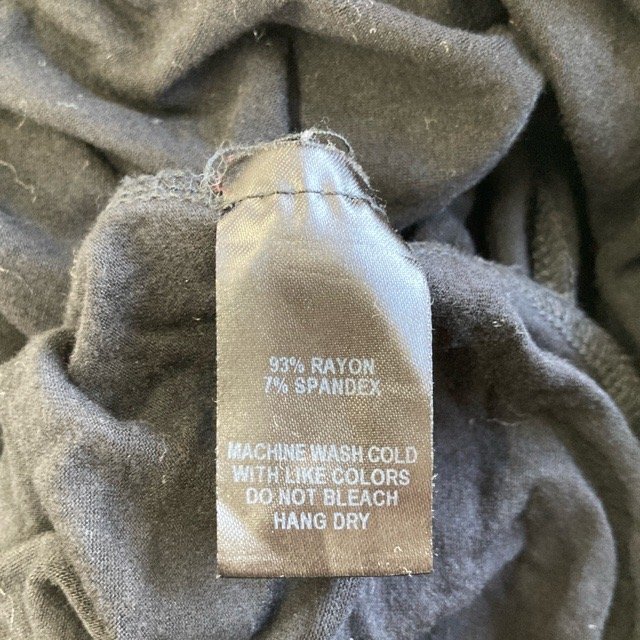 93% RAYON
7% SPANDEX
MACHINE WASH COLD
WITH LIKE COLORS
DO NOT BLEACH
HANG DRY